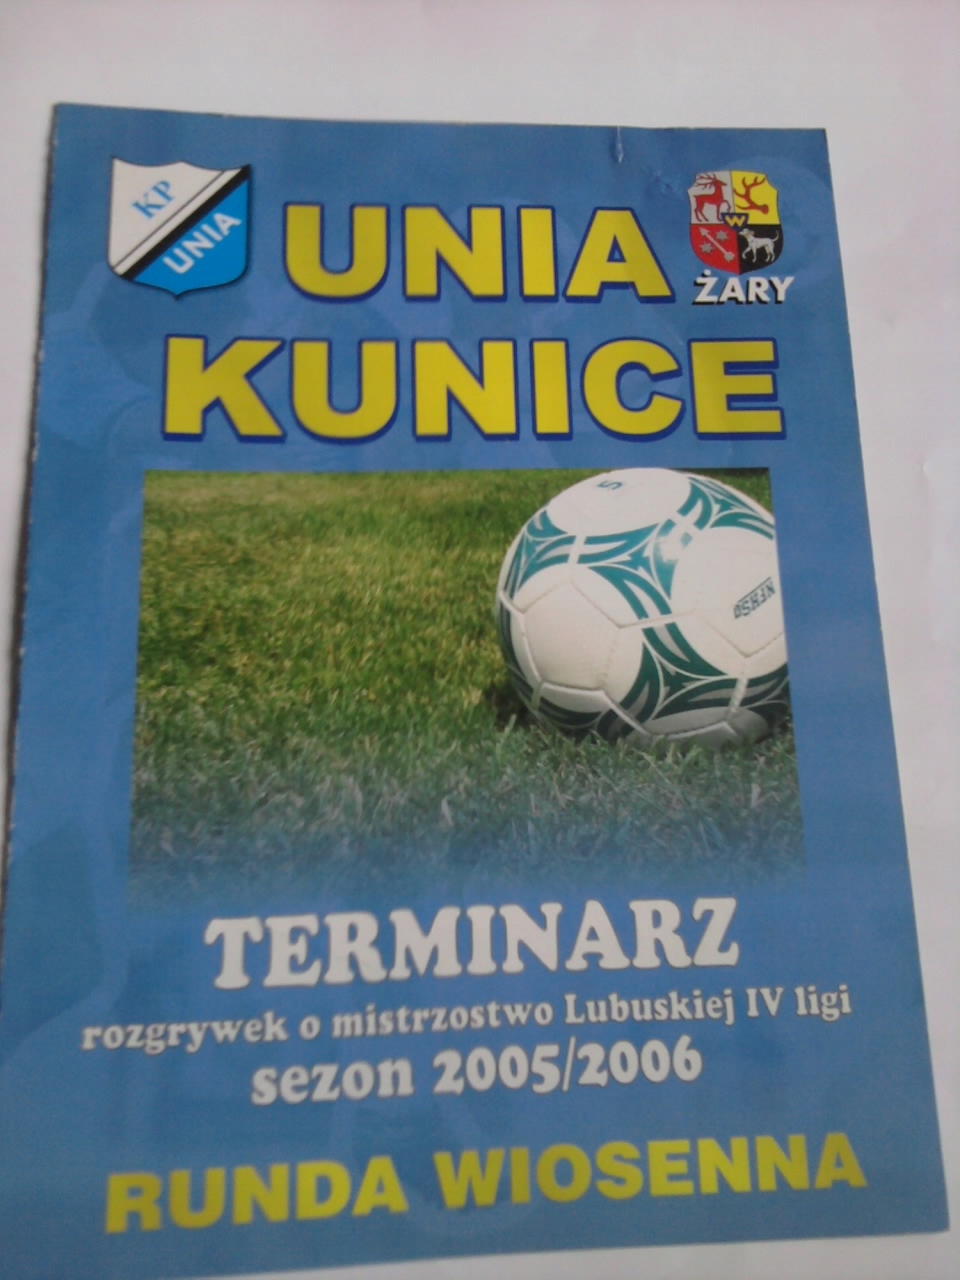 KP
UNIA
UNIA
W
ŻARY
KUNICE
TERMINARZ
rozgrywek o mistrzostwo Lubuskiej IV ligi
sezon 2005/2006
RUNDA WIOSENNA